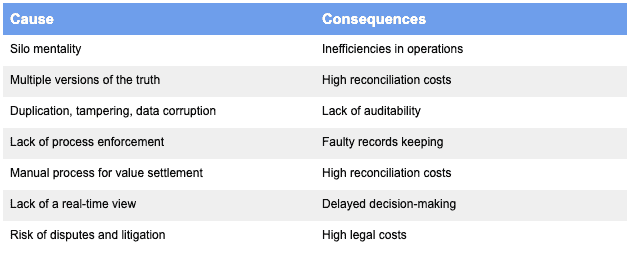 Cause Consequences
Silo mentality Inefficiencies in operations
Multiple versions of the truth High reconciliation costs
Duplication, tampering, data corruption Lack of auditability
Lack of process enforcement Faulty records keeping
Manual process for value settlement High reconciliation costs
Lack of a real-time view Delayed decision-making
Risk of disputes and litigation High legal costs